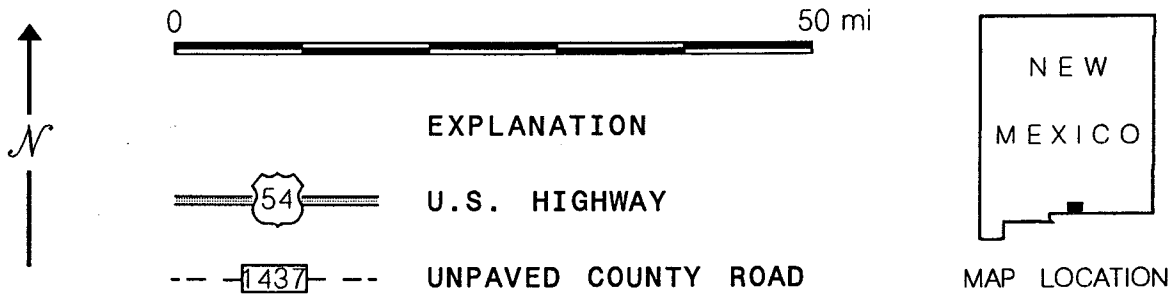 0 50 mi
N
EXPLANATION
54 U.S. HIGHWAY
1437 UNPAVED COUNTY ROAD
NEW
MEXICO
MAP LOCATION